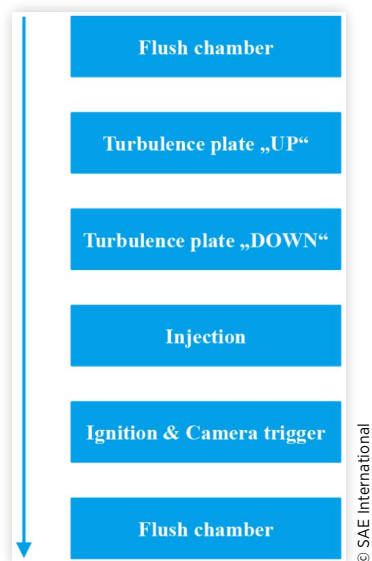 Flush chamber
Turbulence plate „UP“
Turbulence plate „DOWN“
Injection
Ignition & Camera trigger
Flush chamber
© SAE International